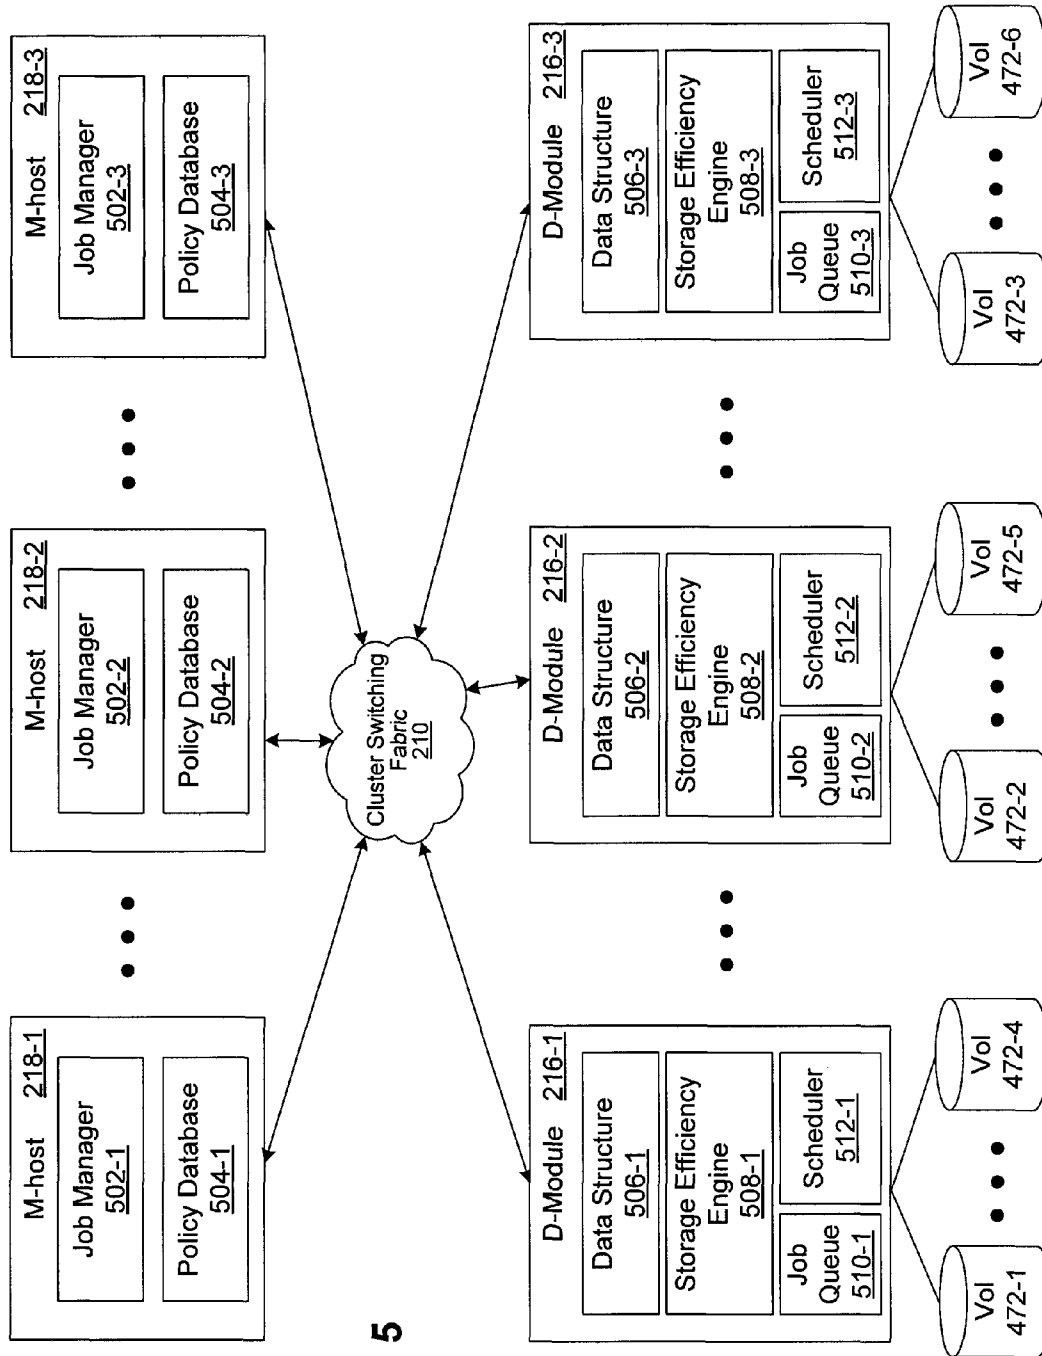 M-host 218-1
Job Manager
502-1
Policy Database
504-1
M-host 218-2
Job Manager
502-2
Policy Database
504-2
M-host 218-3
Job Manager
502-3
Policy Database
504-3
Cluster Switching
Fabric
210
5
D-Module 216-1
Data Structure
506-1
Storage Efficiency
Engine
508-1
Job
Queue
510-1
Scheduler
512-1
Vol
472-1
Vol
472-4
D-Module 216-2
Data Structure
506-2
Storage Efficiency
Engine
508-2
Job
Queue
510-2
Scheduler
512-2
Vol
472-2
Vol
472-5
D-Module 216-3
Data Structure
506-3
Storage Efficiency
Engine
508-3
Job
Queue
510-3
Scheduler
512-3
Vol
472-3
Vol
472-6